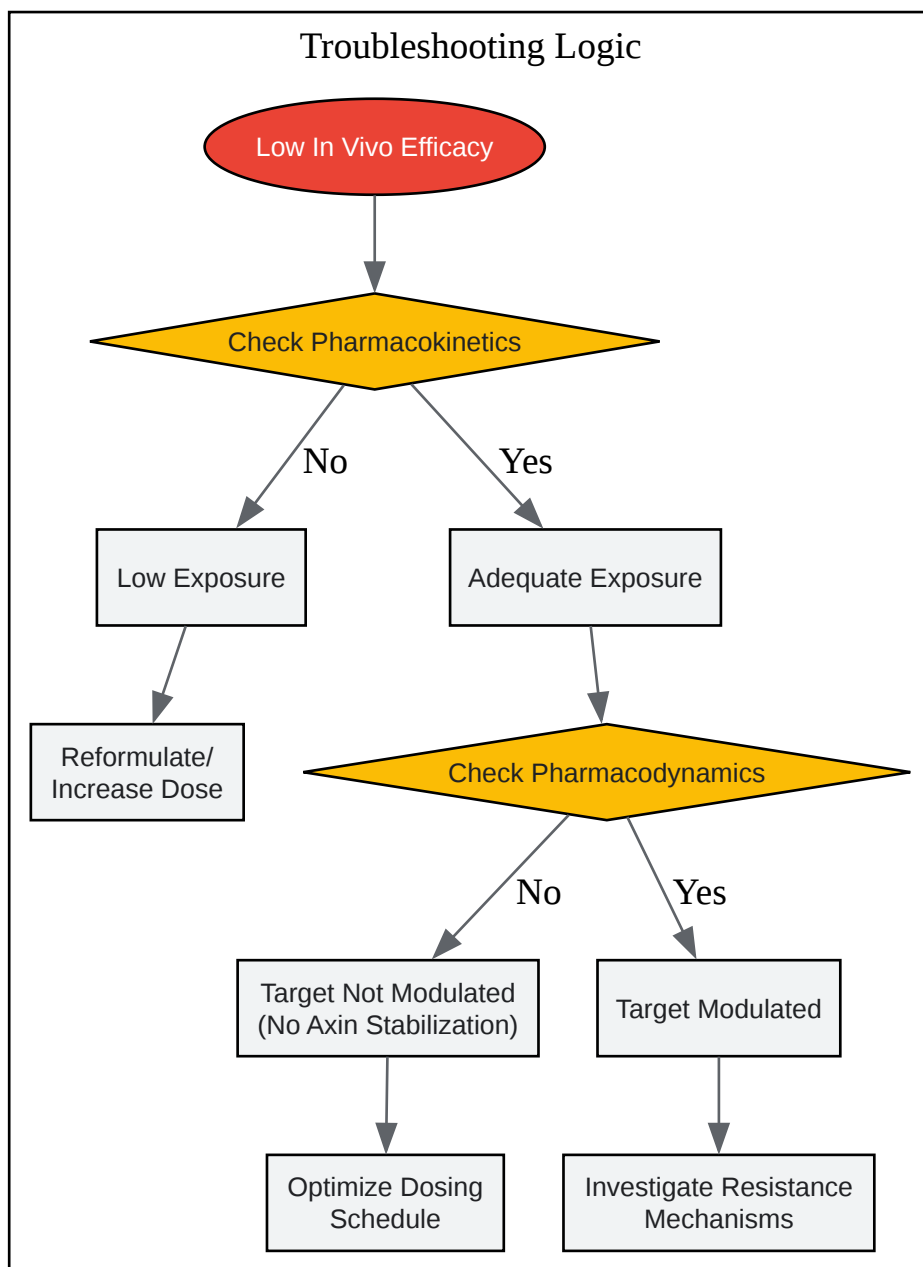 Troubleshooting Logic
Low In Vivo Efficacy
Check Pharmacokinetics
No
Yes
Low Exposure
Adequate Exposure
Reformulate/
Increase Dose
Check Pharmacodynamics
No
Yes
Target Not Modulated
(No Axin Stabilization)
Target Modulated
Optimize Dosing
Schedule
Investigate Resistance
Mechanisms